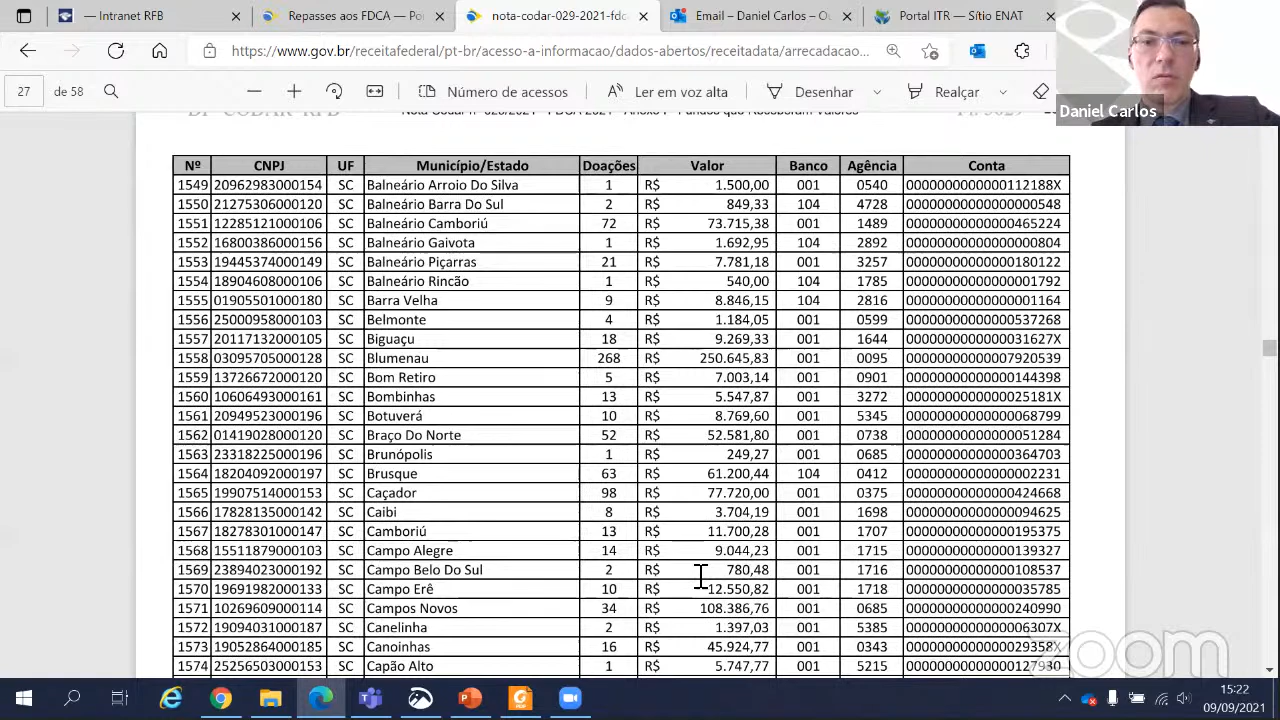 Intranet RFB
Repasses aos FDCA — Po
nota-codar-029-2021-fdc
Email – Daniel Carlos
Portal ITR — Sítio ENAT
https://www.gov.br/receitafederal/pt-br/acesso-a-informacao/dados-abertos/receitadata/arrecadacao...
27 de 58
Número de acessos
Ler em voz alta
Desenhar
Realçar
Daniel Carlos
Nº CNPJ UF Município/Estado Doações Valor Banco Agência Conta
1549 20962983000154 SC Balneário Arroio Do Silva 1 R$ 1.500,00 001 0540 0000000000000112188X
1550 21275306000120 SC Balneário Barra Do Sul 2 R$ 849,33 104 4728 00000000000000000548
1551 12285121000106 SC Balneário Camboriú 72 R$ 73.715,38 001 1489 00000000000000465224
1552 16800386000156 SC Balneário Gaivota 1 R$ 1.692,95 104 2892 00000000000000000804
1553 19445374000149 SC Balneário Piçarras 21 R$ 7.781,18 001 3257 00000000000000180122
1554 18904608000106 SC Balneário Rincão 1 R$ 540,00 104 1785 00000000000000001792
1555 01905501000180 SC Barra Velha 9 R$ 8.846,15 104 2816 00000000000000001164
1556 25000958000103 SC Belmonte 4 R$ 1.184,05 001 0599 00000000000000537268
1557 20117132000105 SC Biguaçu 18 R$ 9.269,33 001 1644 0000000000000031627X
1558 03095705000128 SC Blumenau 268 R$ 250.645,83 001 0095 00000000000007920539
1559 13726672000120 SC Bom Retiro 5 R$ 7.003,14 001 0901 00000000000000144398
1560 10606493000161 SC Bombinhas 13 R$ 5.547,87 001 3272 0000000000000025181X
1561 20949523000196 SC Botuverá 10 R$ 8.769,60 001 5345 00000000000000068799
1562 01419028000120 SC Braço Do Norte 52 R$ 52.581,80 001 0738 00000000000000051284
1563 23318225000196 SC Brunópolis 1 R$ 249,27 001 0685 00000000000000364703
1564 18204092000197 SC Brusque 63 R$ 61.200,44 104 0412 00000000000000002231
1565 19907514000153 SC Caçador 98 R$ 77.720,00 001 0375 00000000000000424668
1566 17828135000142 SC Caibi 8 R$ 3.704,19 001 1698 00000000000000094625
1567 18278301000147 SC Camboriú 13 R$ 11.700,28 001 1707 00000000000000195375
1568 15511879000103 SC Campo Alegre 14 R$ 9.044,23 001 1715 00000000000000139327
1569 23894023000192 SC Campo Belo Do Sul 2 R$ 780,48 001 1716 00000000000000108537
1570 19691982000133 SC Campo Erê 10 R$ 12.550,82 001 1718 00000000000000035785
1571 10269609000114 SC Campos Novos 34 R$ 108.386,76 001 0685 00000000000000240990
1572 19094031000187 SC Canelinha 2 R$ 1.397,03 001 5385 0000000000000006307X
1573 19052864000185 SC Canoinhas 16 R$ 45.924,77 001 0343 0000000000000029358X
1574 25256503000153 SC Capão Alto 1 R$ 5.747,77 001 5215 00000000000000127930
zoom
15:22
09/09/2021